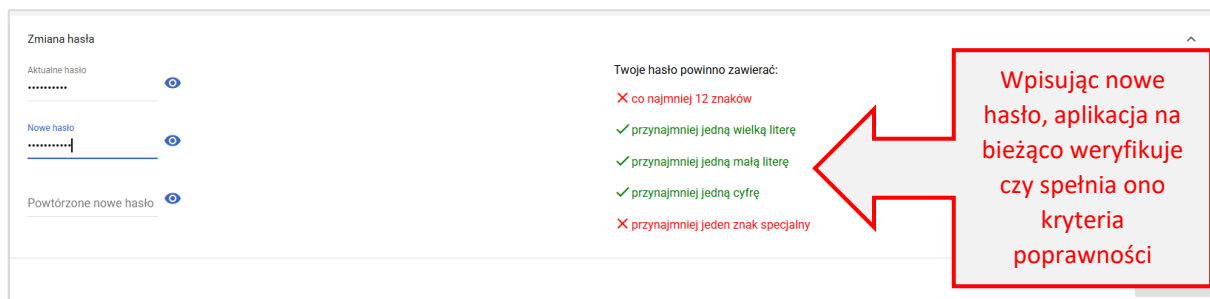 Zmiana hasła
Aktualne hasło
••••••••••
Nowe hasło
•••••••••••
Powtórzone nowe hasło
Twoje hasło powinno zawierać:
co najmniej 12 znaków
przynajmniej jedną wielką literę
przynajmniej jedną małą literę
przynajmniej jedną cyfrę
przynajmniej jeden znak specjalny
Wpisując nowe
hasło, aplikacja na
bieżąco weryfikuje
czy spełnia ono
kryteria
poprawności